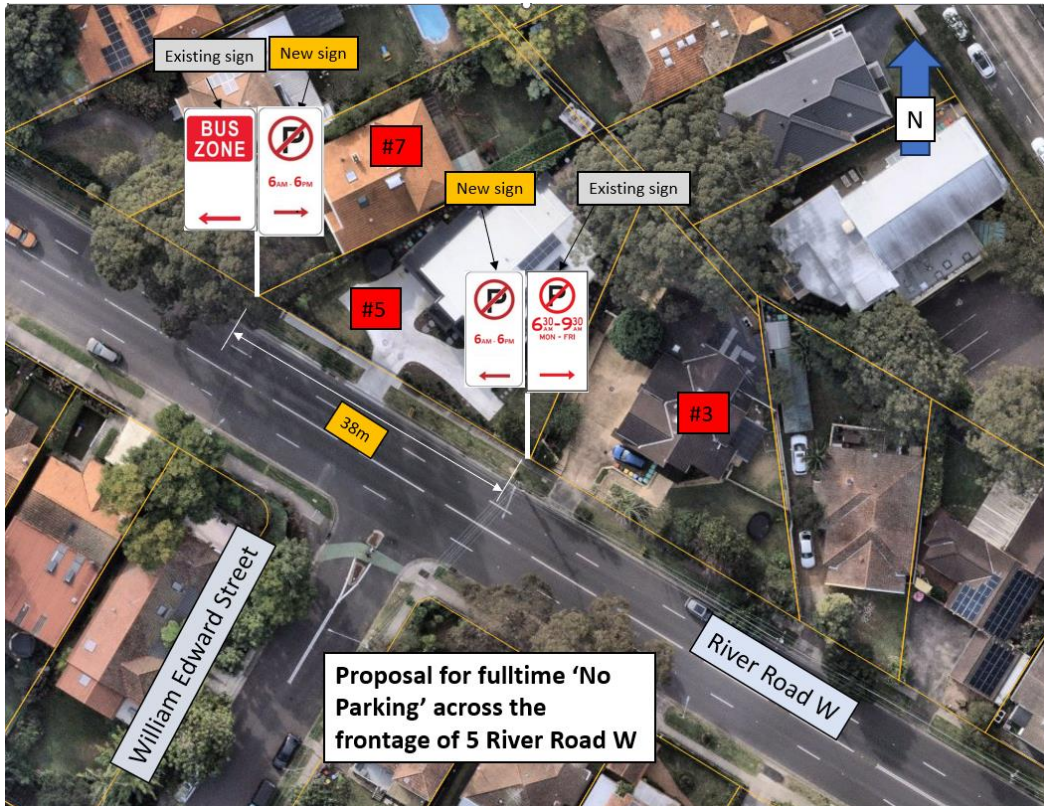 Existing sign
New sign
BUS
ZONE
P
6AM - 6PM
#7
N
New sign
Existing sign
P
6AM - 6PM
P
6³⁰AM-9³⁰AM
MON - FRI
#5
#3
38m
William Edward Street
River Road W
Proposal for fulltime ‘No
Parking’ across the
frontage of 5 River Road W